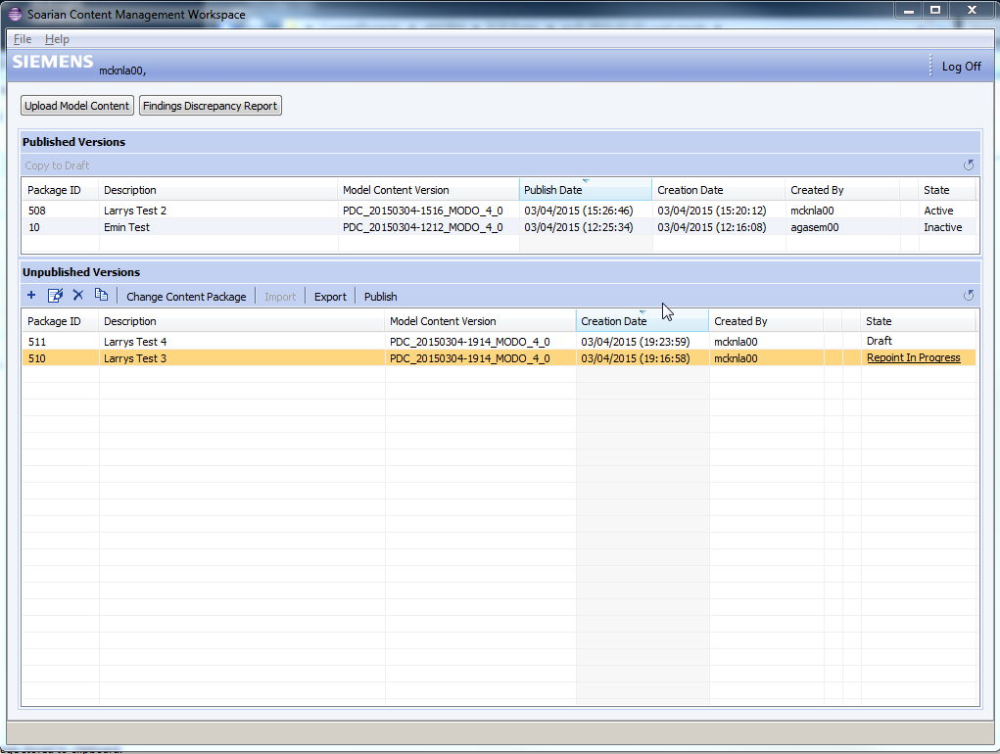 Soarian Content Management Workspace
File Help
SIEMENS mcknla00, Log Off
Upload Model Content Findings Discrepancy Report
Published Versions
Copy to Draft
Package ID Description Model Content Version Publish Date Creation Date Created By State
508 Larrys Test 2 PDC_20150304-1516_MODO_4_0 03/04/2015 (15:26:46) 03/04/2015 (15:20:12) mcknla00 Active
10 Emin Test PDC_20150304-1212_MODO_4_0 03/04/2015 (12:25:34) 03/04/2015 (12:16:08) agasem00 Inactive
Unpublished Versions
Change Content Package Import Export Publish
Package ID Description Model Content Version Creation Date Created By State
511 Larrys Test 4 PDC_20150304-1914_MODO_4_0 03/04/2015 (19:23:59) mcknla00 Draft
510 Larrys Test 3 PDC_20150304-1914_MODO_4_0 03/04/2015 (19:16:58) mcknla00 Repoint In Progress